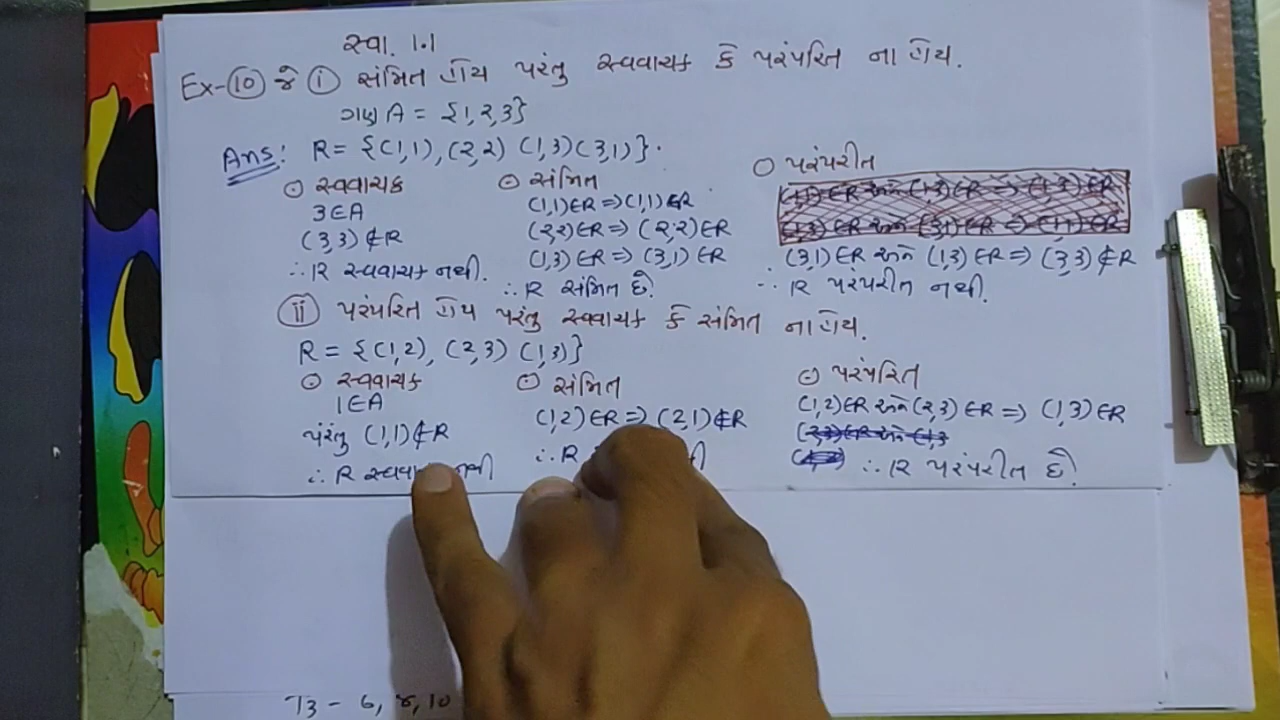 સ્વા. 1.1
Ex-⑩ જે ⓘ સંમિત હોય પરંતુ સ્વવાચક કે પરંપરિત ના હોય.
ગણ A = {1,2,3}
Ans: R = {(1,1), (2,2) (1,3)(3,1)}.
⊙ સ્વવાચક
3∈A
(3,3) ∉R
∴ R સ્વવાચક નથી.
⊙ સંમિત
(1,1)∈R ⇒(1,1)∈R
(2,2)∈R ⇒ (2,2)∈R
(1,3)∈R ⇒ (3,1)∈R
∴ R સંમિત છે.
○ પરંપરીત
(3,1)∈R અને (1,3)∈R ⇒ (3,3)∉R
∴ R પરંપરીત નથી.
ⓘⓘ પરંપરિત હોય પરંતુ સ્વવાચક કે સંમિત ના હોય.
R = {(1,2), (2,3) (1,3)}
⊙ સ્વવાચક
1∈A
પરંતુ (1,1)∉R
∴ R નથી
⊙ સંમિત
(1,2)∈R ⇒ (2,1)∉R
∴ R
⊙ પરંપરિત
(1,2)∈R અને (2,3)∈R ⇒ (1,3)∈R
∴ R પરંપરીત છે.